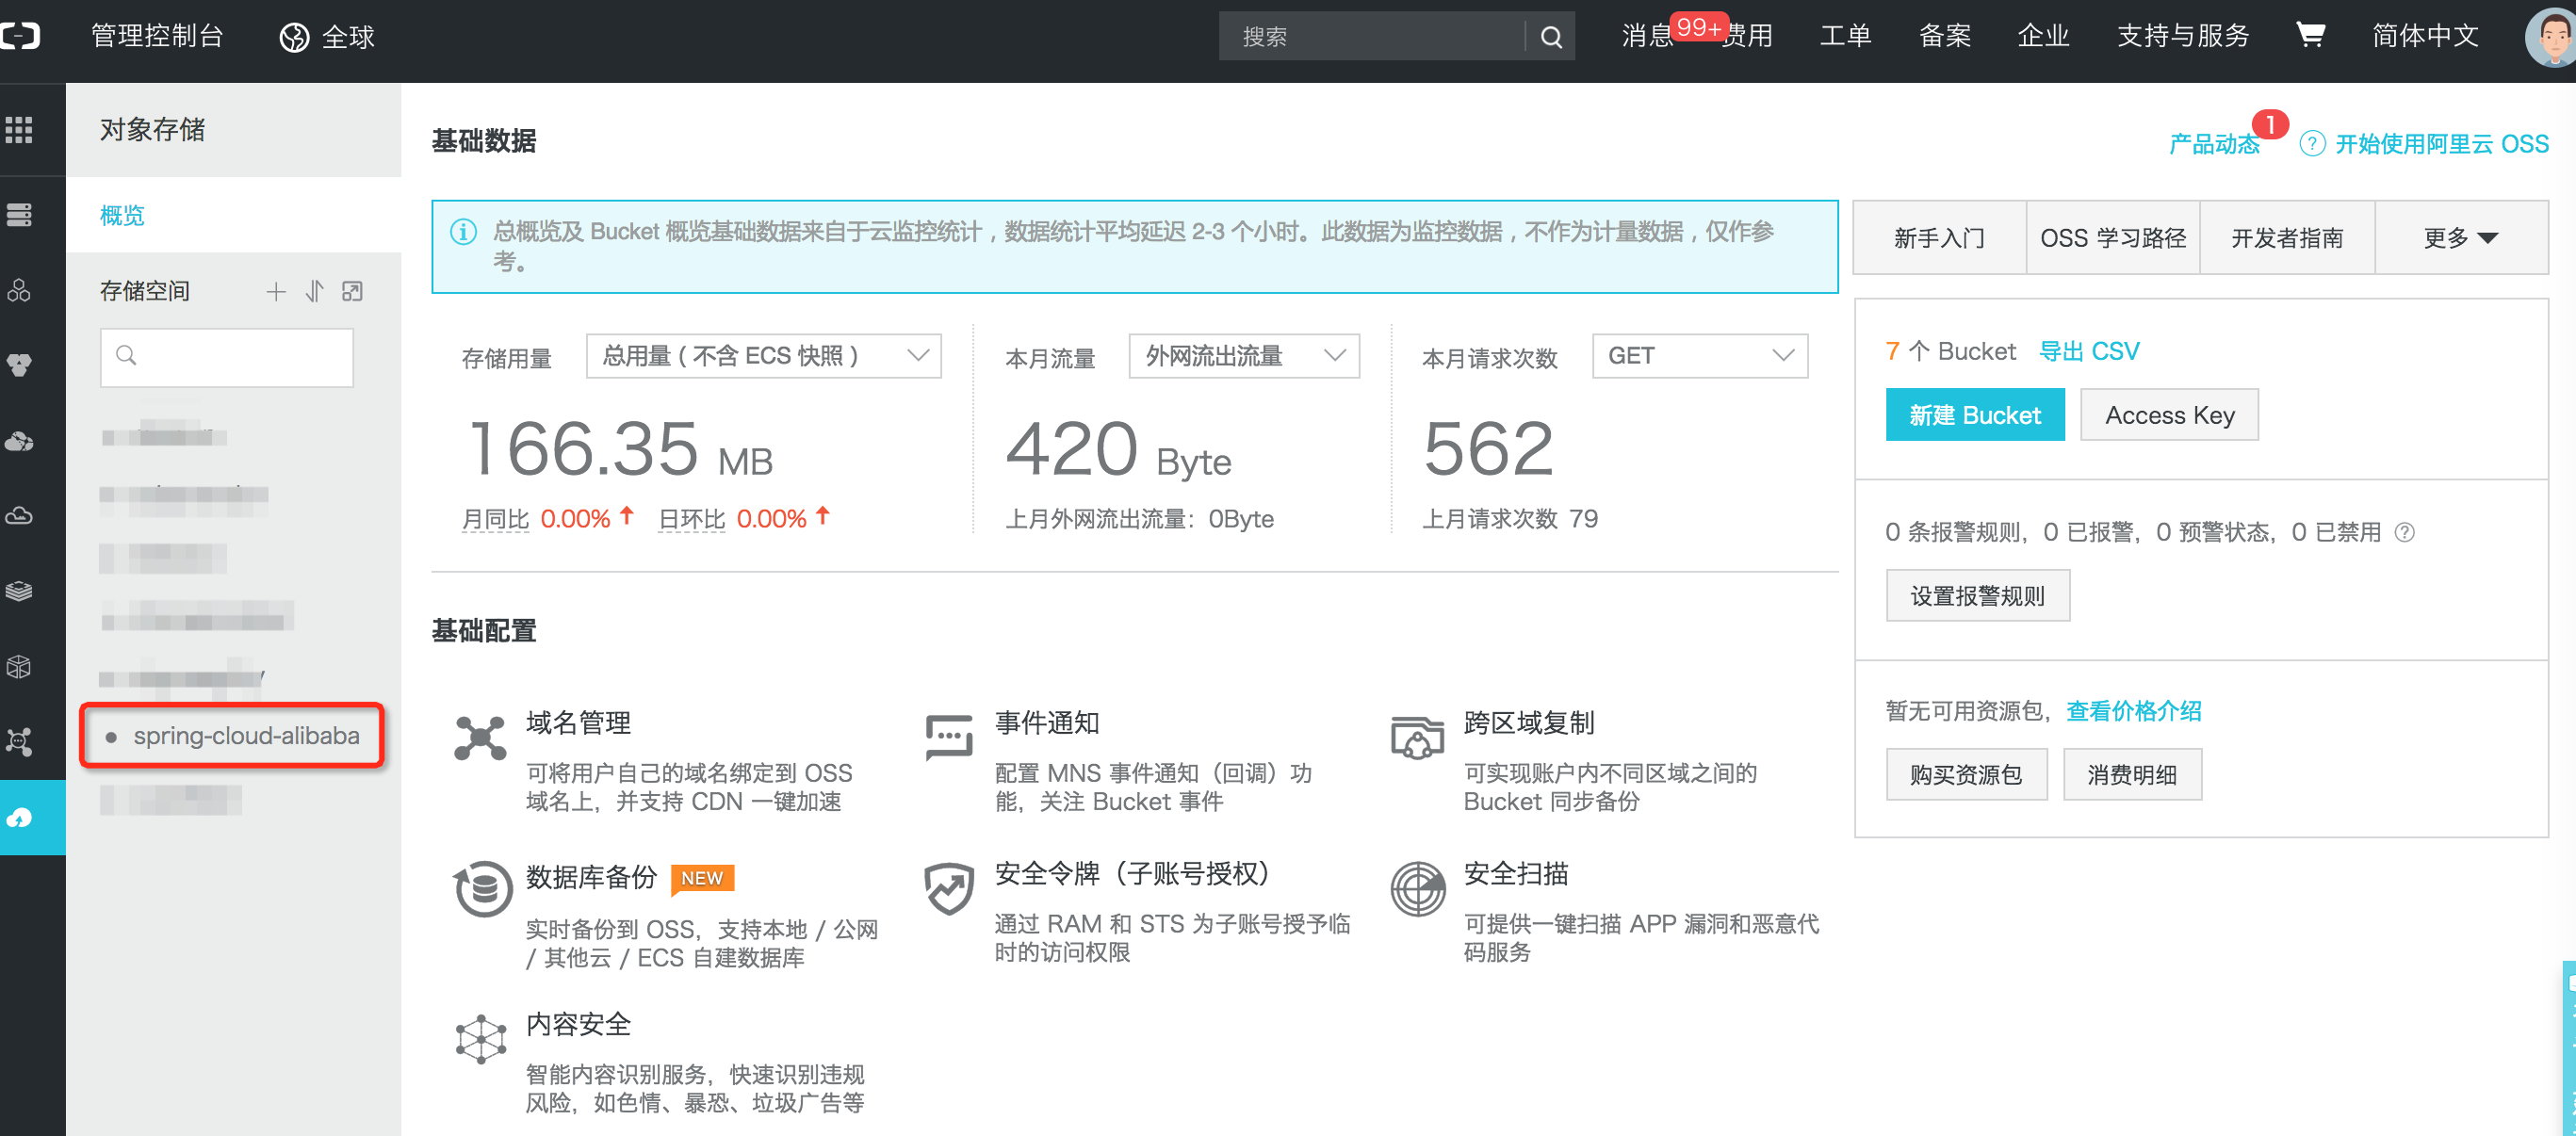 管理控制台
全球
搜索
消息
99+
费用
工单
备案
企业
支持与服务
简体中文
对象存储
概览
存储空间
spring-cloud-alibaba
基础数据
产品动态
1
开始使用阿里云 OSS
总概览及 Bucket 概览基础数据来自于云监控统计，数据统计平均延迟 2-3 个小时。此数据为监控数据，不作为计量数据，仅作参
考。
存储用量
总用量（不含 ECS 快照）
166.35 MB
月同比 0.00% 日环比 0.00%
本月流量
外网流出流量
420 Byte
上月外网流出流量：0Byte
本月请求次数
GET
562
上月请求次数 79
新手入门
OSS 学习路径
开发者指南
更多
7 个 Bucket 导出 CSV
新建 Bucket
Access Key
0 条报警规则，0 已报警，0 预警状态，0 已禁用
设置报警规则
暂无可用资源包，查看价格介绍
购买资源包
消费明细
基础配置
域名管理
可将用户自己的域名绑定到 OSS
域名上，并支持 CDN 一键加速
事件通知
配置 MNS 事件通知（回调）功
能，关注 Bucket 事件
跨区域复制
可实现账户内不同区域之间的
Bucket 同步备份
数据库备份 NEW
实时备份到 OSS，支持本地 / 公网
/ 其他云 / ECS 自建数据库
安全令牌（子账号授权）
通过 RAM 和 STS 为子账号授予临
时的访问权限
安全扫描
可提供一键扫描 APP 漏洞和恶意代
码服务
内容安全
智能内容识别服务，快速识别违规
风险，如色情、暴恐、垃圾广告等